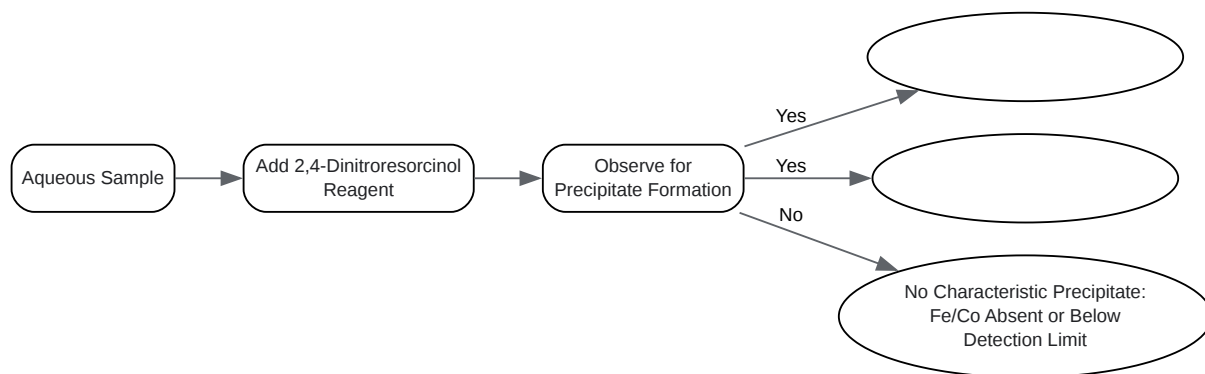 Aqueous Sample
Add 2,4-Dinitroresorcinol
Reagent
Observe for
Precipitate Formation
Yes
Yes
No
No Characteristic Precipitate:
Fe/Co Absent or Below
Detection Limit